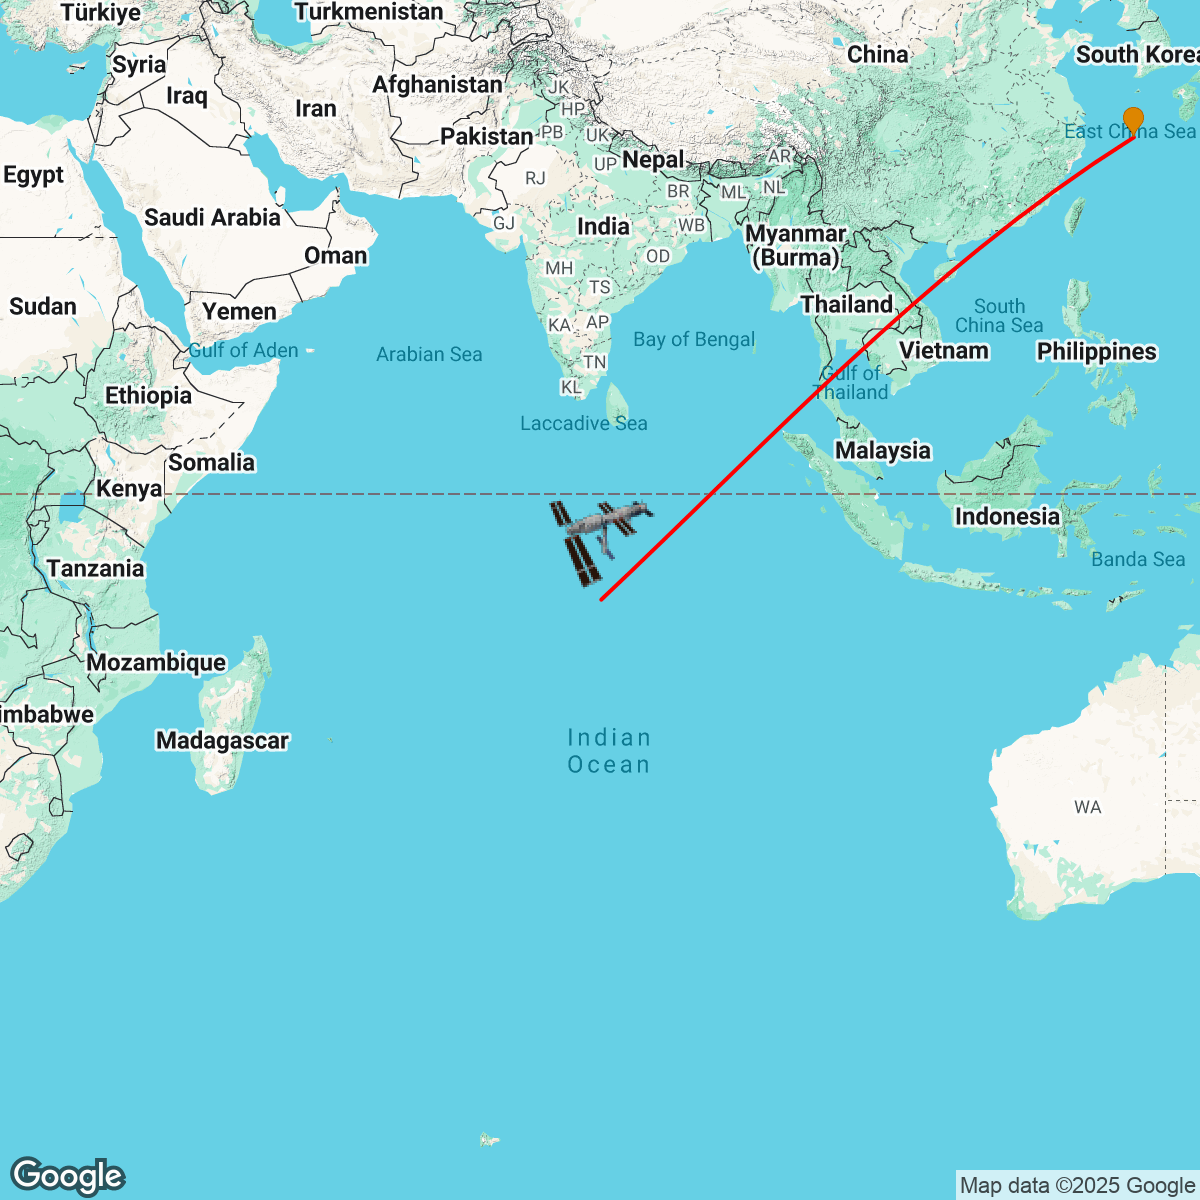 Türkiye
Turkmenistan
Syria
China
South Korea
Afghanistan
JK
Iraq
Iran
HP
Pakistan
PB
UK
East China Sea
Nepal
AR
UP
Egypt
RJ
BR
ML
NL
Saudi Arabia
GJ
India
WB
Myanmar
(Burma)
Oman
OD
MH
TS
Sudan
Yemen
Thailand
South
China Sea
KA
AP
Bay of Bengal
Gulf of Aden
Arabian Sea
Vietnam
Philippines
TN
Gulf of
Thailand
KL
Ethiopia
Laccadive Sea
Malaysia
Somalia
Kenya
Indonesia
Banda Sea
Tanzania
Mozambique
imbabwe
Madagascar
Indian
Ocean
WA
Google
Map data ©2025 Google